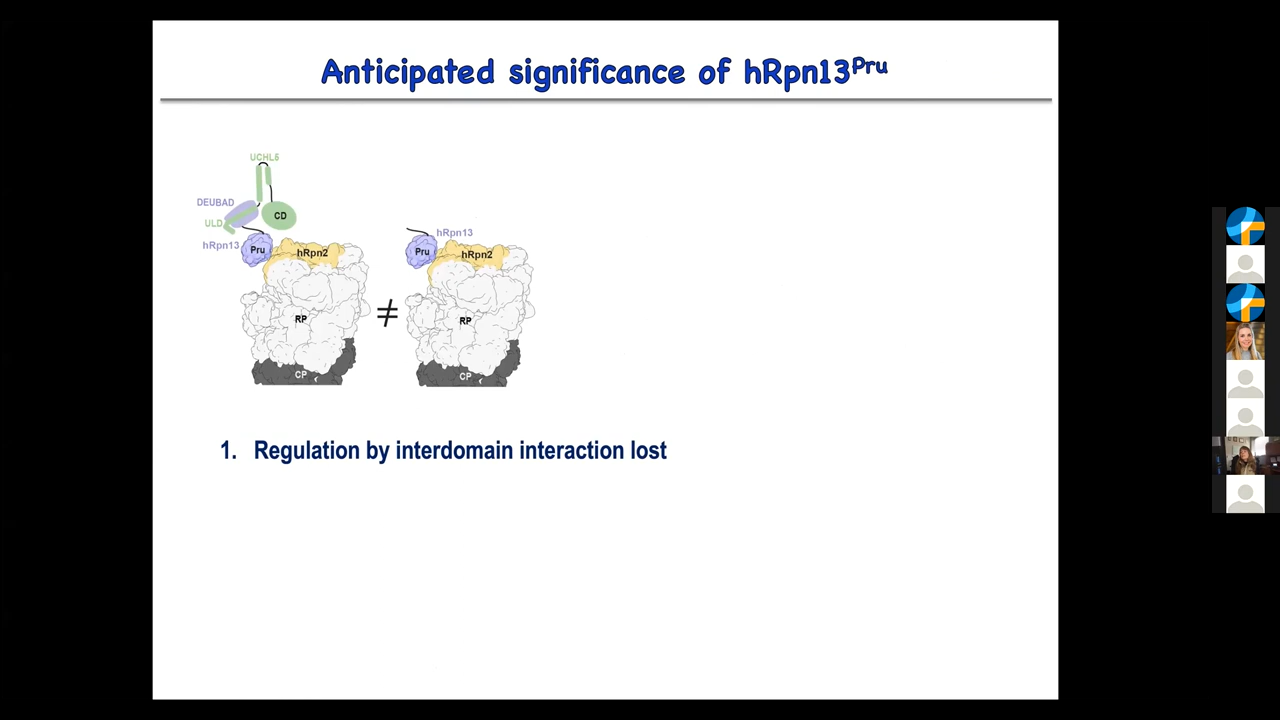 Anticipated significance of hRpn13Pru
UCHL5
DEUBAD
ULD
CD
hRpn13
Pru
hRpn2
RP
CP
≠
hRpn13
Pru
hRpn2
RP
CP
1. Regulation by interdomain interaction lost